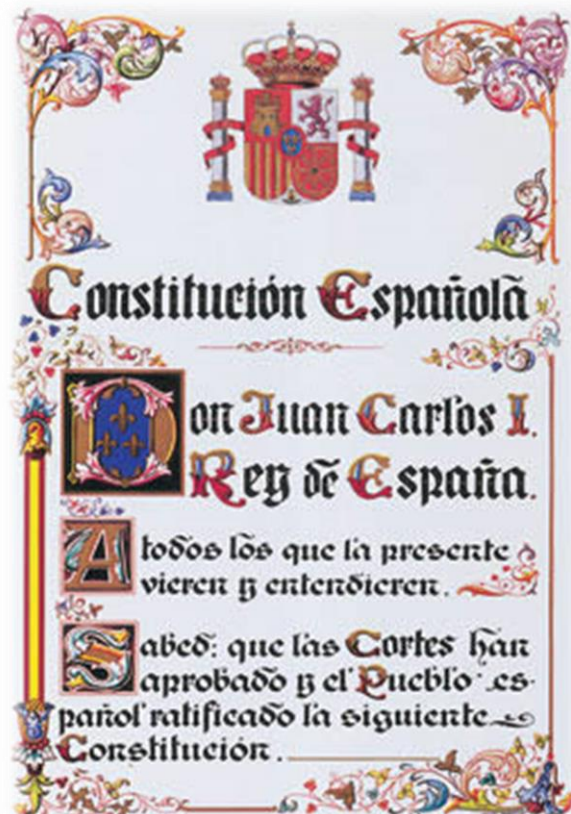 Constitución Española
Don Juan Carlos I.
Rey de España.
A todos los que la presente
vieren y entendieren.
Sabed: que las Cortes han
aprobado y el Pueblo es-
pañol ratificado la siguiente
Constitución.